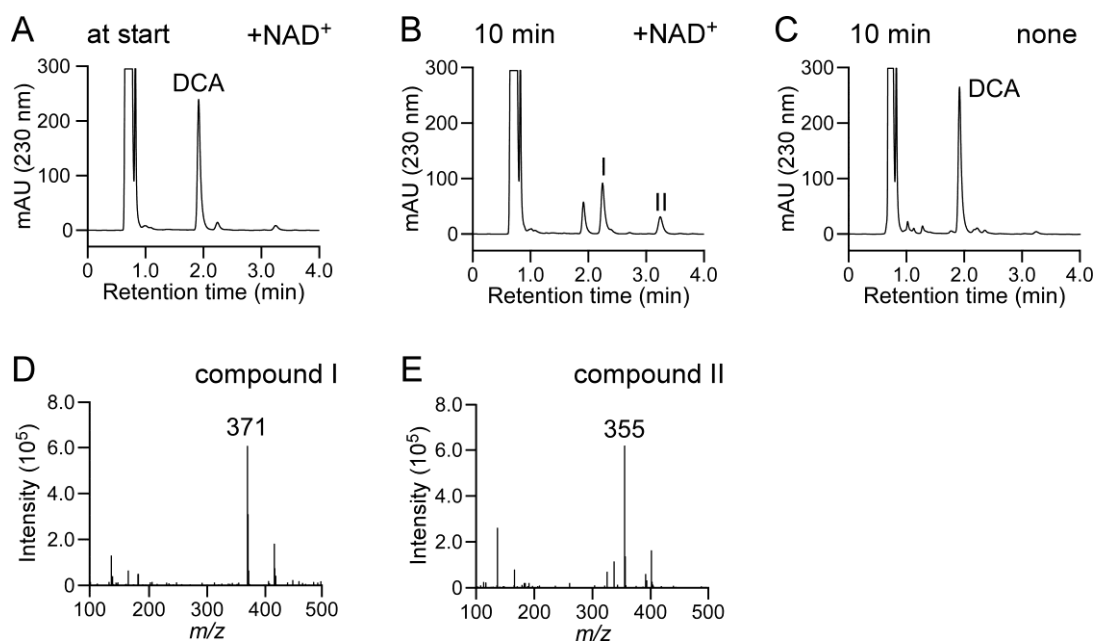 A at start +NAD⁺
300
200
100
0
DCA
mAU (230 nm)
0 1.0 2.0 3.0 4.0
Retention time (min)
B 10 min +NAD⁺
300
200
100
0
I
II
mAU (230 nm)
0 1.0 2.0 3.0 4.0
Retention time (min)
C 10 min none
300
200
100
0
DCA
mAU (230 nm)
0 1.0 2.0 3.0 4.0
Retention time (min)
D compound I
8.0
6.0
4.0
2.0
0
371
Intensity (10⁵)
100 200 300 400 500
m/z
E compound II
8.0
6.0
4.0
2.0
0
355
Intensity (10⁵)
100 200 300 400 500
m/z